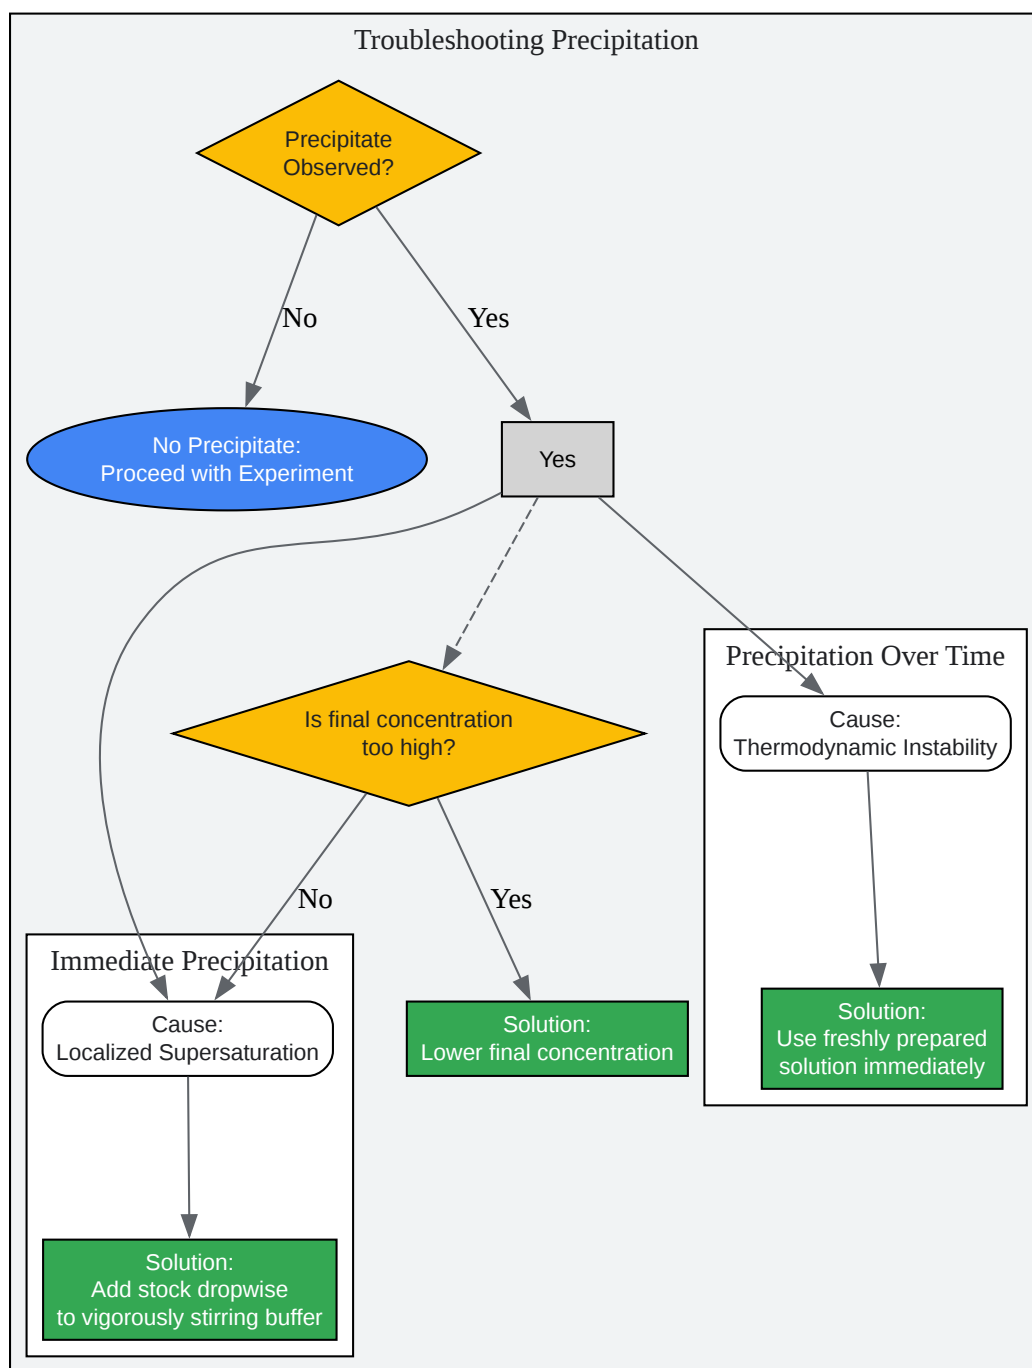 Troubleshooting Precipitation
Precipitate
Observed?
No
Yes
No Precipitate:
Proceed with Experiment
Yes
Precipitation Over Time
Is final concentration
too high?
Cause:
Thermodynamic Instability
No
Yes
Immediate Precipitation
Cause:
Localized Supersaturation
Solution:
Lower final concentration
Solution:
Use freshly prepared
solution immediately
Solution:
Add stock dropwise
to vigorously stirring buffer